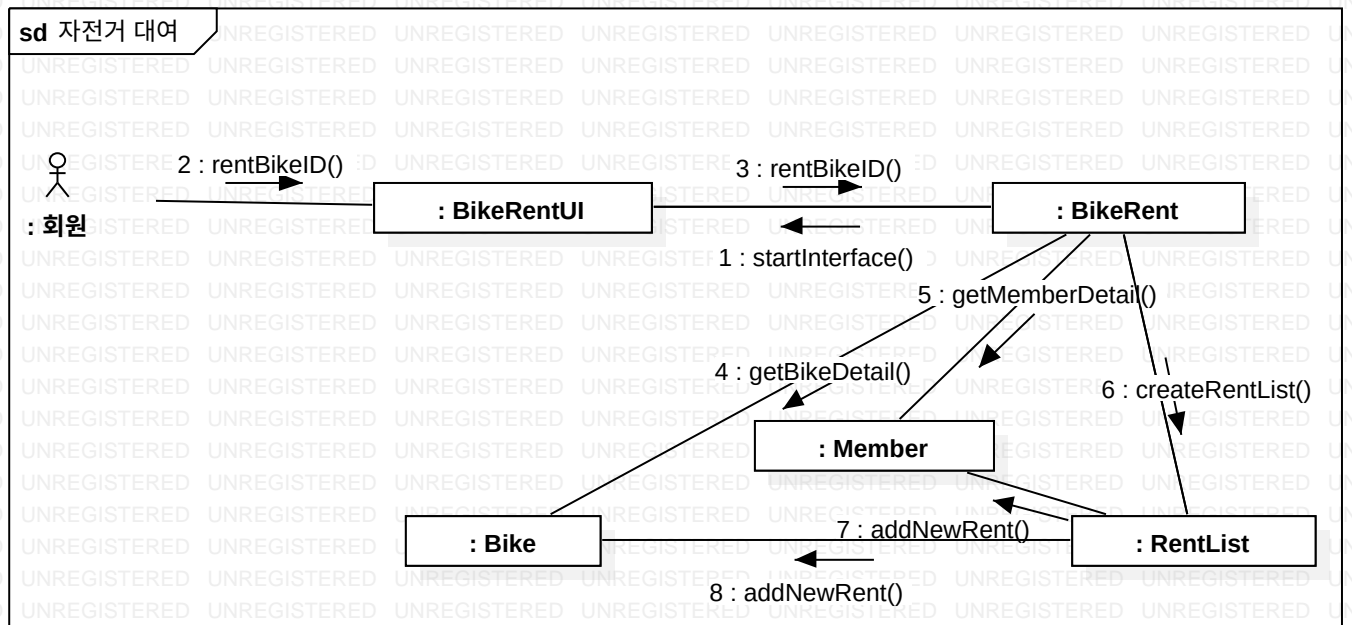 sd 자전거 대여
2 : rentBikeID()
3 : rentBikeID()
: 회원
: BikeRentUI
: BikeRent
1 : startInterface()
5 : getMemberDetail()
4 : getBikeDetail()
6 : createRentList()
: Member
7 : addNewRent()
: Bike
: RentList
8 : addNewRent()
UNREGISTERED